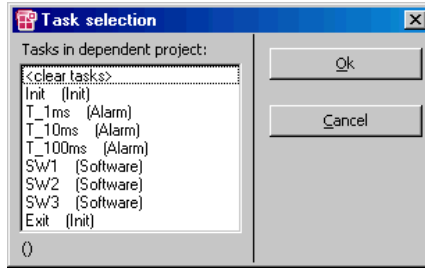 Task selection
Tasks in dependent project:
<clear tasks>
Init (Init)
T_1ms (Alarm)
T_10ms (Alarm)
T_100ms (Alarm)
SW1 (Software)
SW2 (Software)
SW3 (Software)
Exit (Init)
()
Ok
Cancel